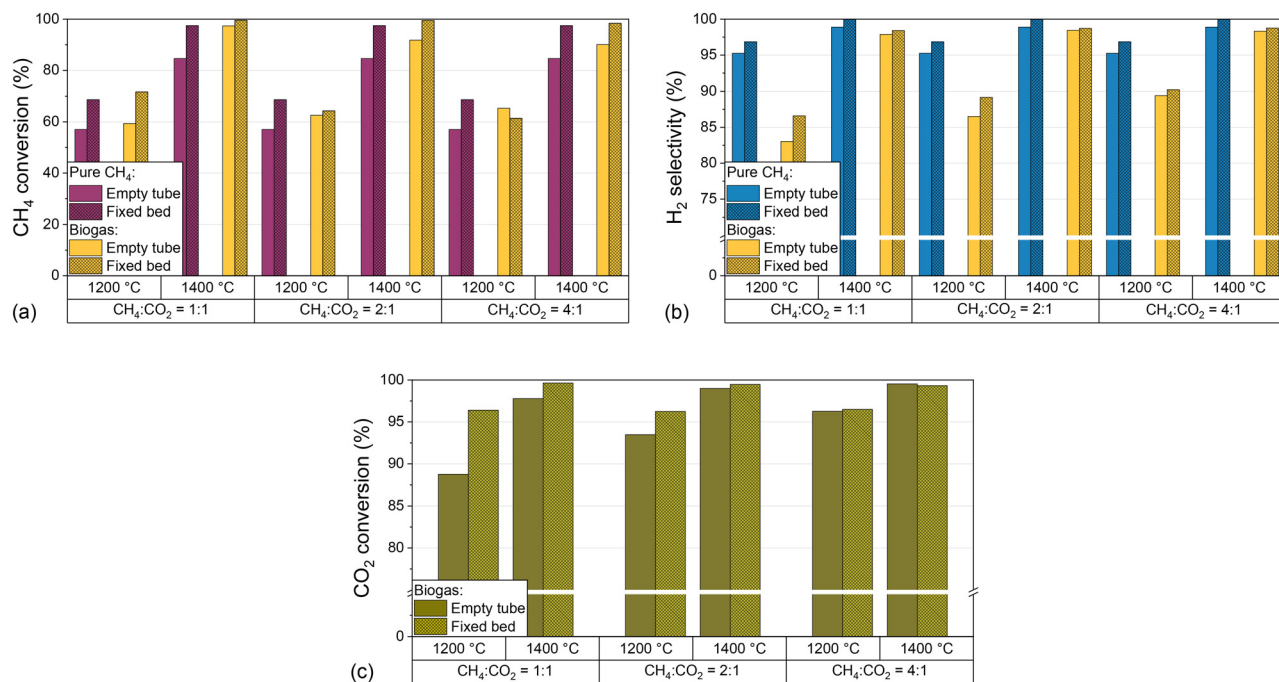 100
80
60
40
20
0
CH₄ conversion (%)
Pure CH₄:
Empty tube
Fixed bed
Biogas:
Empty tube
Fixed bed
1200 °C 1400 °C 1200 °C 1400 °C 1200 °C 1400 °C
CH₄:CO₂ = 1:1 CH₄:CO₂ = 2:1 CH₄:CO₂ = 4:1
(a)
100
95
90
85
80
75
0
H₂ selectivity (%)
Pure CH₄:
Empty tube
Fixed bed
Biogas:
Empty tube
Fixed bed
1200 °C 1400 °C 1200 °C 1400 °C 1200 °C 1400 °C
CH₄:CO₂ = 1:1 CH₄:CO₂ = 2:1 CH₄:CO₂ = 4:1
(b)
100
95
90
85
80
0
CO₂ conversion (%)
Biogas:
Empty tube
Fixed bed
1200 °C 1400 °C 1200 °C 1400 °C 1200 °C 1400 °C
CH₄:CO₂ = 1:1 CH₄:CO₂ = 2:1 CH₄:CO₂ = 4:1
(c)